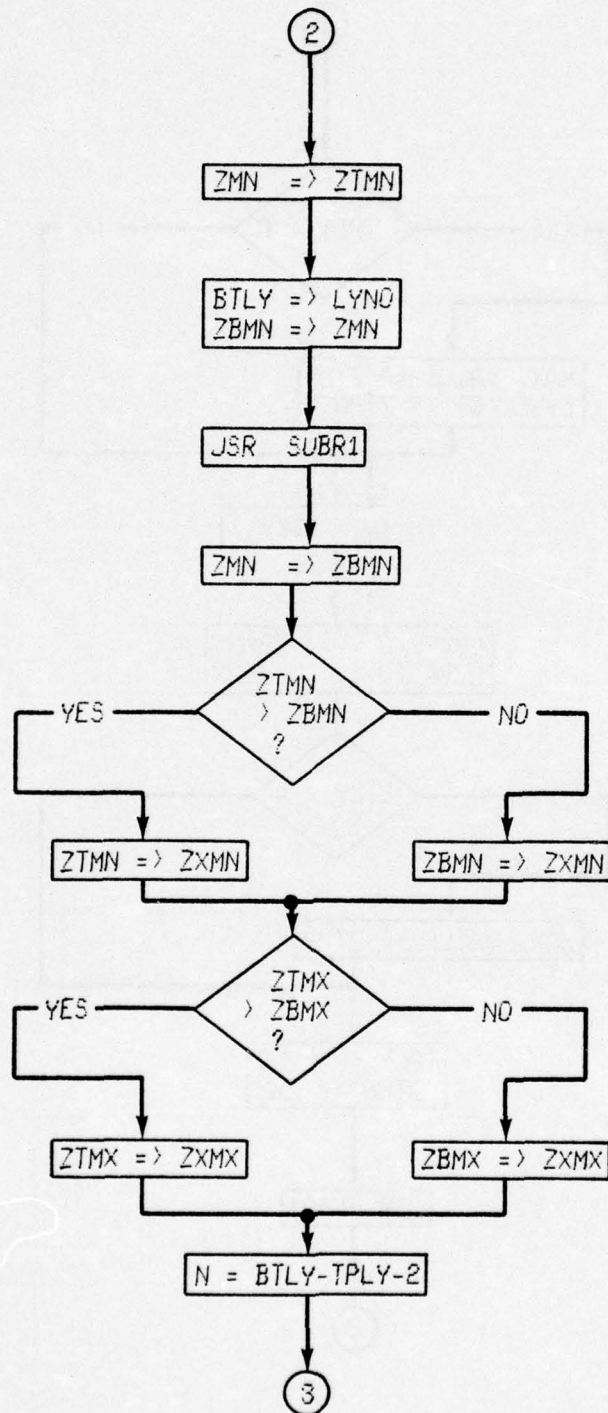 2
ZMN => ZTMN
BTLY => LYNO
ZBMN => ZMN
JSR SUBR1
ZMN => ZBMN
ZTMN
> ZBMN
?
YES
NO
ZTMN => ZXMN
ZBMN => ZXMN
ZTMX
> ZBMX
?
YES
NO
ZTMX => ZXMX
ZBMX => ZXMX
N = BTLY-TPLY-2
3